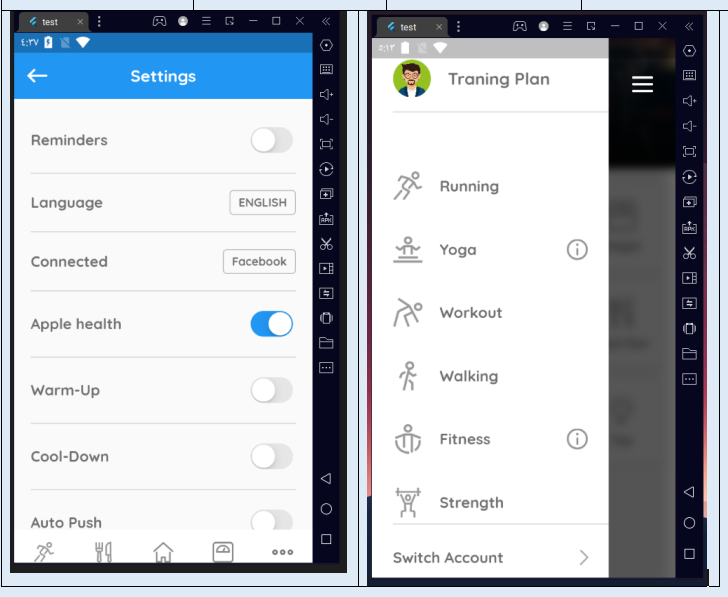 test
٤:٣٧
Settings
Reminders
Language
ENGLISH
Connected
Facebook
Apple health
Warm-Up
Cool-Down
Auto Push
test
٥:١٣
Traning Plan
Running
Yoga
Workout
Walking
Fitness
Strength
Switch Account